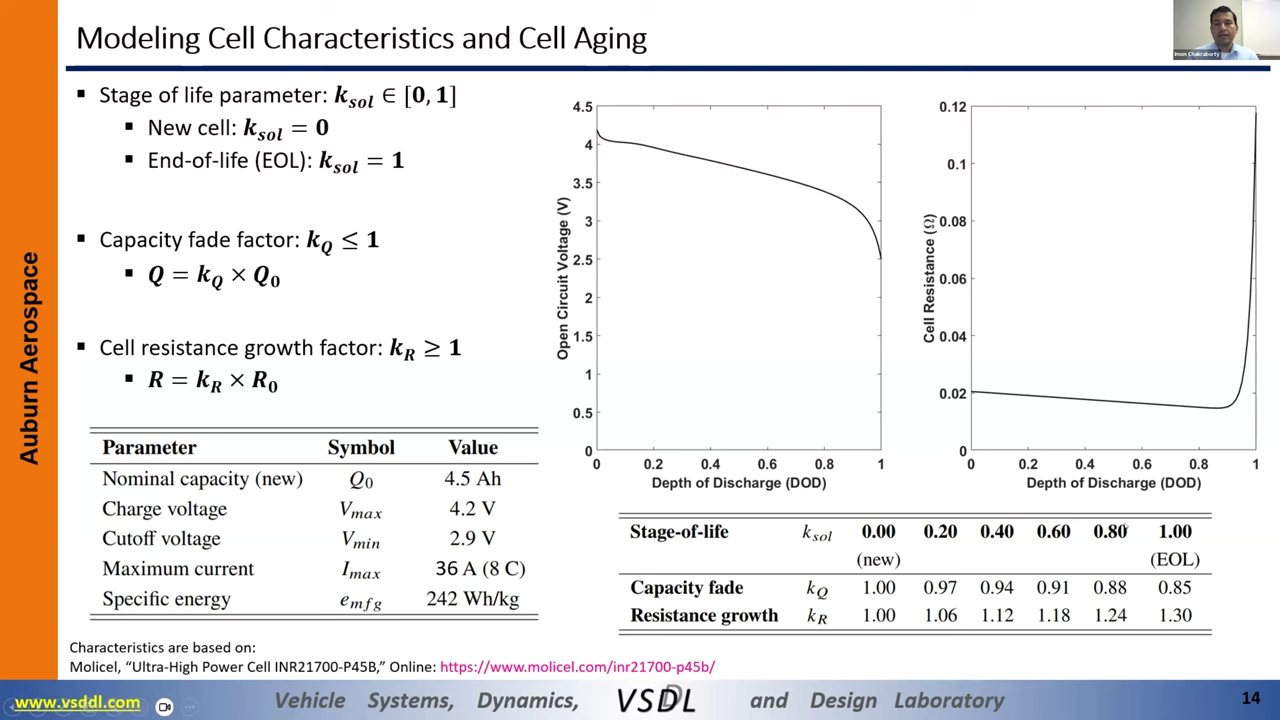 Modeling Cell Characteristics and Cell Aging
Imon Chakraborty
▪ Stage of life parameter: k_sol ∈ [0, 1]
▪ New cell: k_sol = 0
▪ End-of-life (EOL): k_sol = 1
▪ Capacity fade factor: k_Q ≤ 1
▪ Q = k_Q × Q_0
▪ Cell resistance growth factor: k_R ≥ 1
▪ R = k_R × R_0
Auburn Aerospace
Parameter Symbol Value
Nominal capacity (new) Q_0 4.5 Ah
Charge voltage V_max 4.2 V
Cutoff voltage V_min 2.9 V
Maximum current I_max 36 A (8 C)
Specific energy e_mfg 242 Wh/kg
Open Circuit Voltage (V)
4.5
4
3.5
3
2.5
2
1.5
1
0.5
0
0 0.2 0.4 0.6 0.8 1
Depth of Discharge (DOD)
Cell Resistance (Ω)
0.12
0.1
0.08
0.06
0.04
0.02
0
0 0.2 0.4 0.6 0.8 1
Depth of Discharge (DOD)
Stage-of-life k_sol 0.00 0.20 0.40 0.60 0.80 1.00
(new) (EOL)
Capacity fade k_Q 1.00 0.97 0.94 0.91 0.88 0.85
Resistance growth k_R 1.00 1.06 1.12 1.18 1.24 1.30
Characteristics are based on:
Molicel, “Ultra-High Power Cell INR21700-P45B,” Online: https://www.molicel.com/inr21700-p45b/
www.vsddl.com
Vehicle Systems, Dynamics, VSDDL and Design Laboratory
14